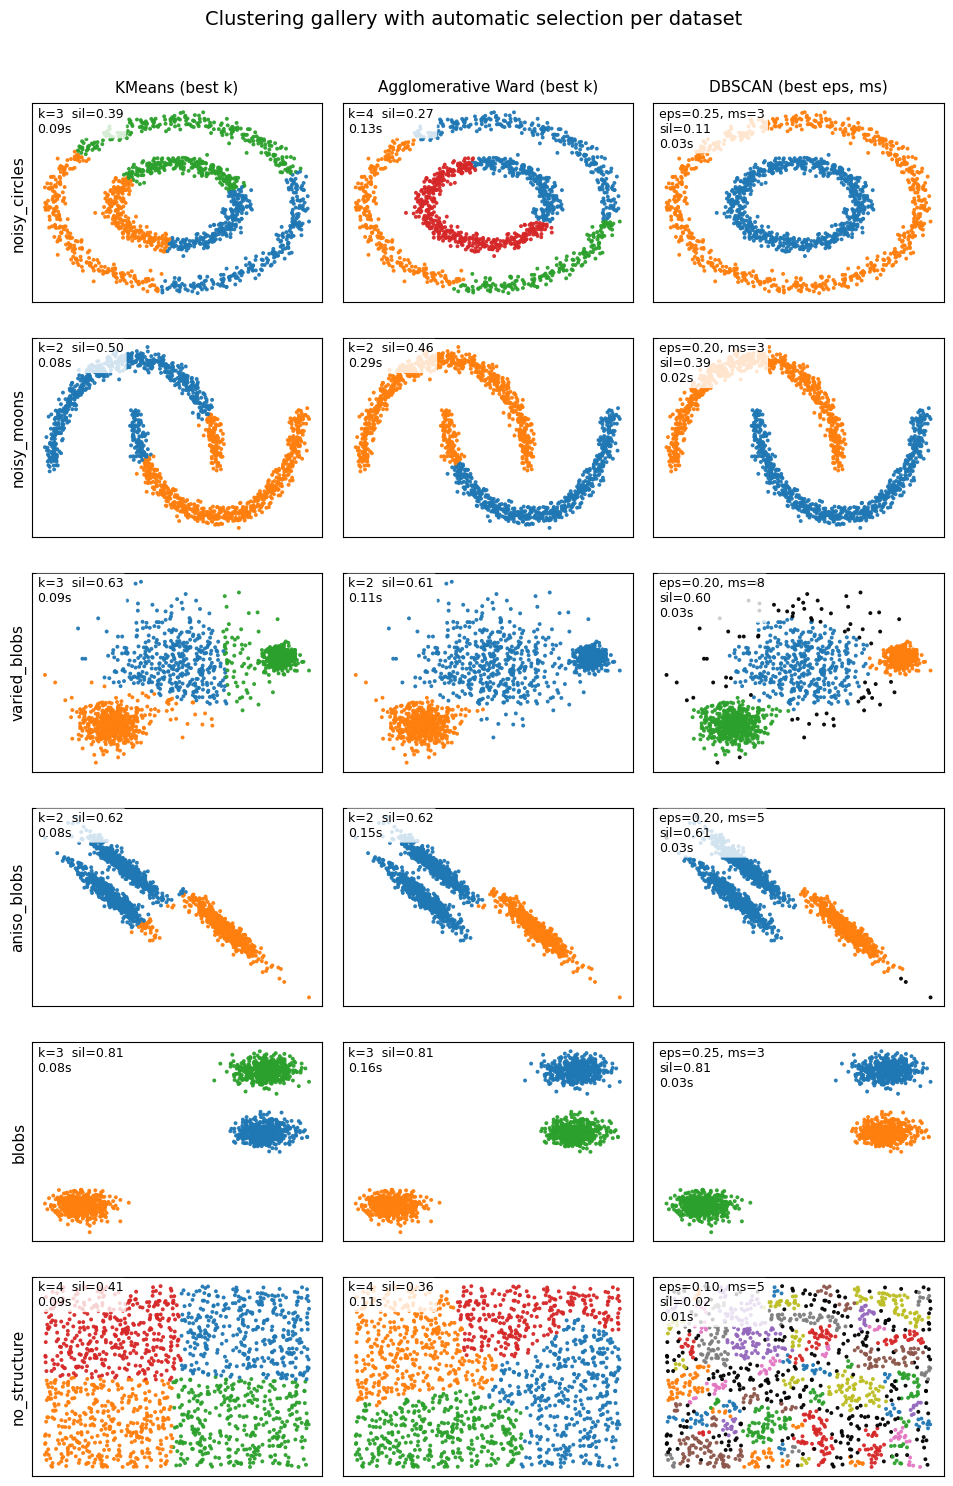 Clustering gallery with automatic selection per dataset
KMeans (best k)
Agglomerative Ward (best k)
DBSCAN (best eps, ms)
noisy_circles
k=3  sil=0.39
0.09s
k=4  sil=0.27
0.13s
eps=0.25, ms=3
sil=0.11
0.03s
noisy_moons
k=2  sil=0.50
0.08s
k=2  sil=0.46
0.29s
eps=0.20, ms=3
sil=0.39
0.02s
varied_blobs
k=3  sil=0.63
0.09s
k=2  sil=0.61
0.11s
eps=0.20, ms=8
sil=0.60
0.03s
aniso_blobs
k=2  sil=0.62
0.08s
k=2  sil=0.62
0.15s
eps=0.20, ms=5
sil=0.61
0.03s
blobs
k=3  sil=0.81
0.08s
k=3  sil=0.81
0.16s
eps=0.25, ms=3
sil=0.81
0.03s
no_structure
k=4  sil=0.41
0.09s
k=4  sil=0.36
0.11s
eps=0.10, ms=5
sil=0.02
0.01s